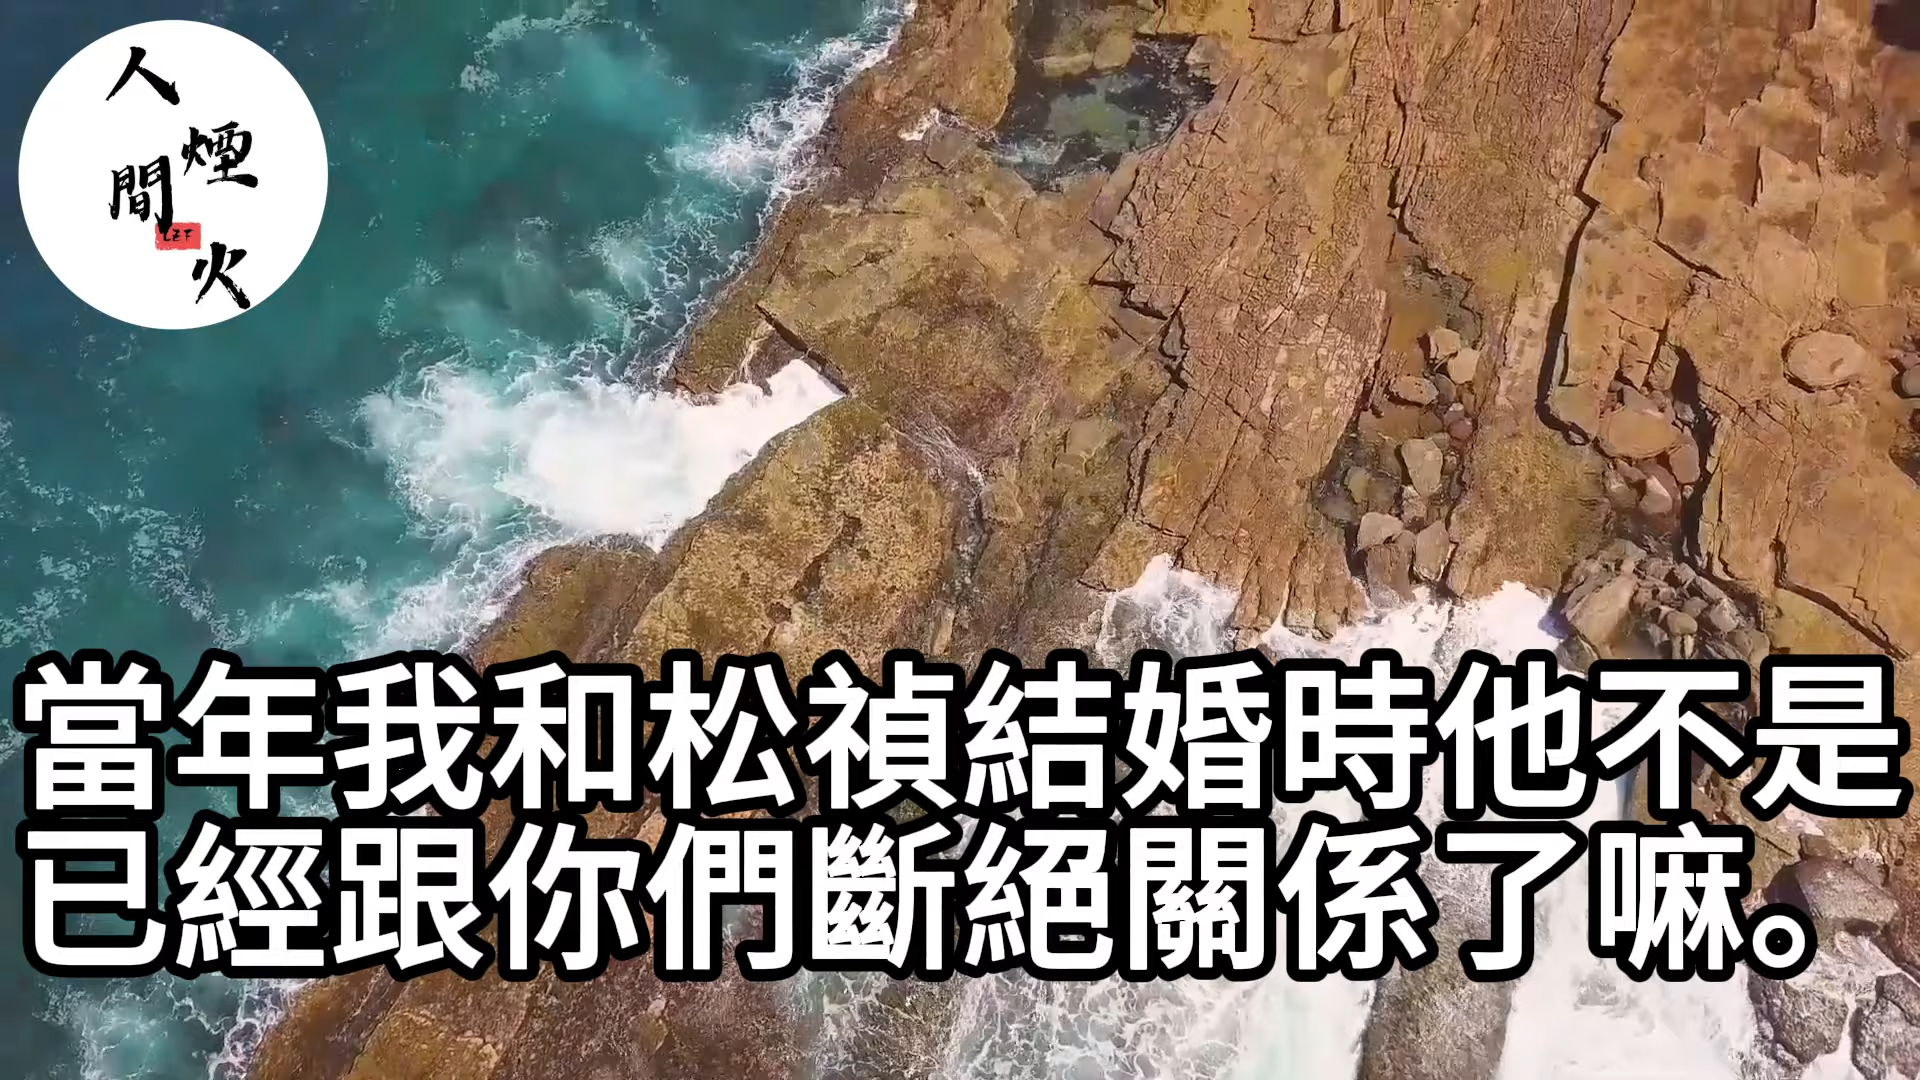 人間煙火
LZF
當年我和松禎結婚時他不是
已經跟你們斷絕關係了嘛。